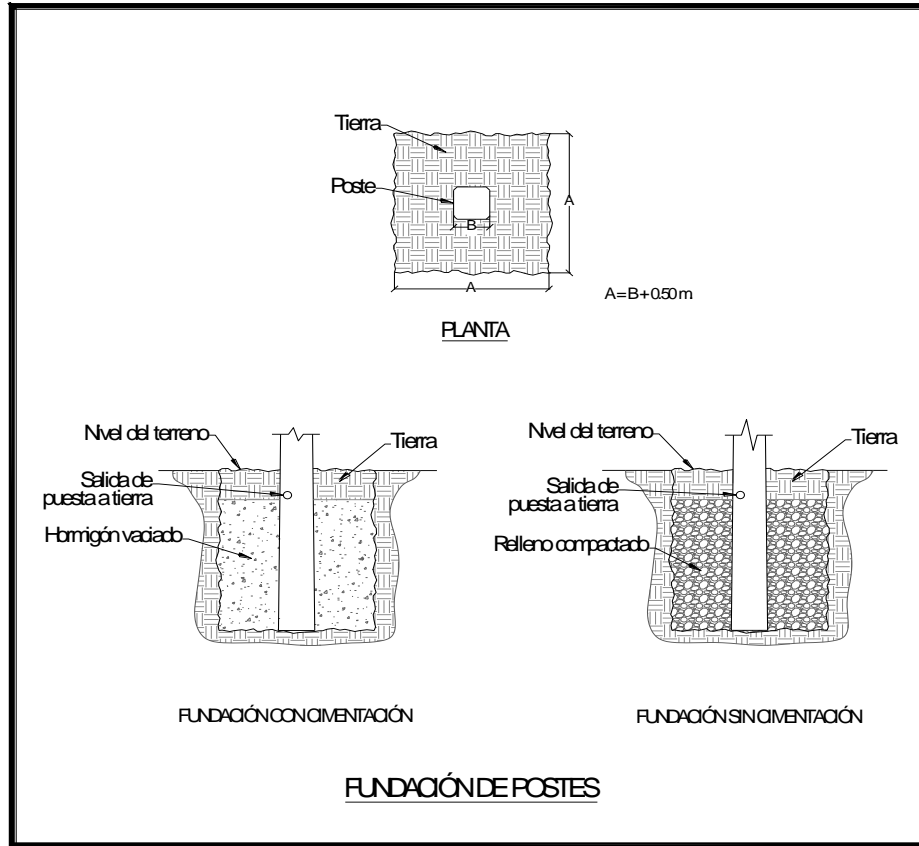 Tierra
Poste
B
A
A
A=B+0.50 m
PLANTA
Nivel del terreno
Tierra
Salida de
puesta a tierra
Hormigón vaciado
FUNDACIÓN CON CIMENTACIÓN
Nivel del terreno
Tierra
Salida de
puesta a tierra
Relleno compactado
FUNDACIÓN SIN CIMENTACIÓN
FUNDACIÓN DE POSTES